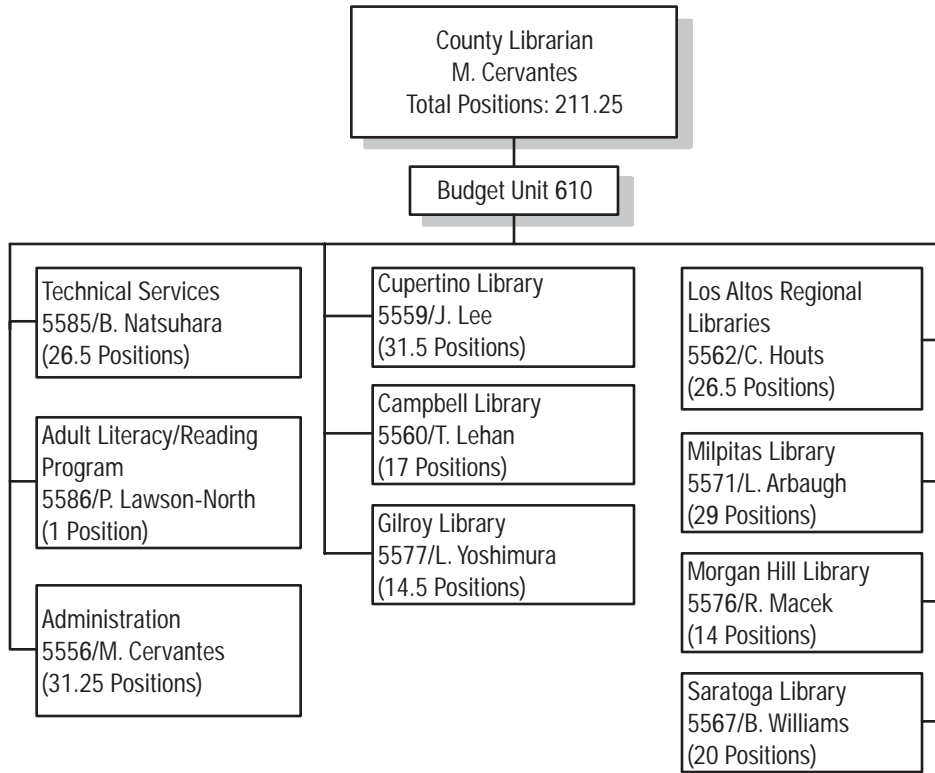 County Librarian
M. Cervantes
Total Positions: 211.25
Budget Unit 610
Technical Services
5585/B. Natsuhara
(26.5 Positions)
Adult Literacy/Reading
Program
5586/P. Lawson-North
(1 Position)
Administration
5556/M. Cervantes
(31.25 Positions)
Cupertino Library
5559/J. Lee
(31.5 Positions)
Campbell Library
5560/T. Lehan
(17 Positions)
Gilroy Library
5577/L. Yoshimura
(14.5 Positions)
Los Altos Regional
Libraries
5562/C. Houts
(26.5 Positions)
Milpitas Library
5571/L. Arbaugh
(29 Positions)
Morgan Hill Library
5576/R. Macek
(14 Positions)
Saratoga Library
5567/B. Williams
(20 Positions)